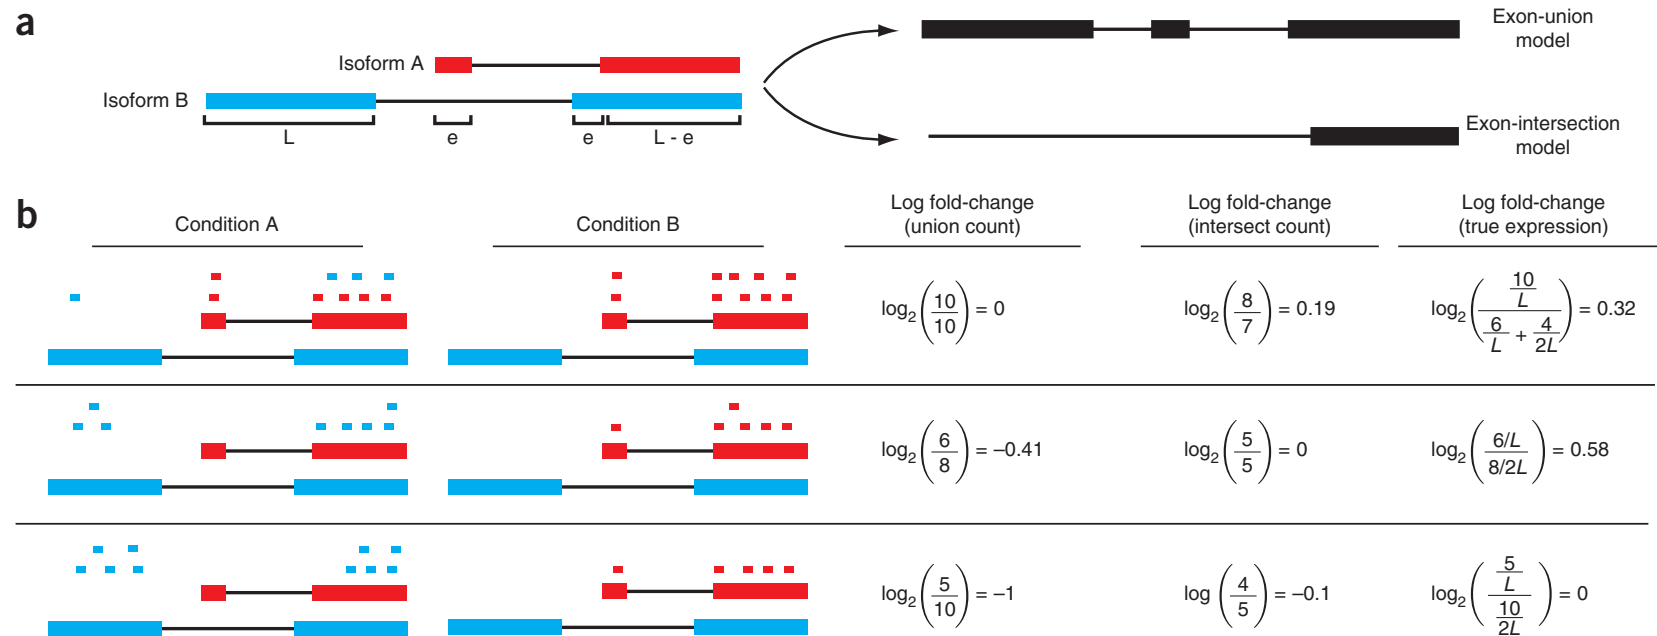 a
Exon-union
model
Isoform A
Isoform B
L
e
e
L - e
Exon-intersection
model
b
Condition A
Condition B
Log fold-change
(union count)
Log fold-change
(intersect count)
Log fold-change
(true expression)
log2(10/10) = 0
log2(8/7) = 0.19
log2((10/L)/(6/L + 4/2L)) = 0.32
log2(6/8) = –0.41
log2(5/5) = 0
log2((6/L)/(8/2L)) = 0.58
log2(5/10) = –1
log (4/5) = –0.1
log2((5/L)/(10/2L)) = 0